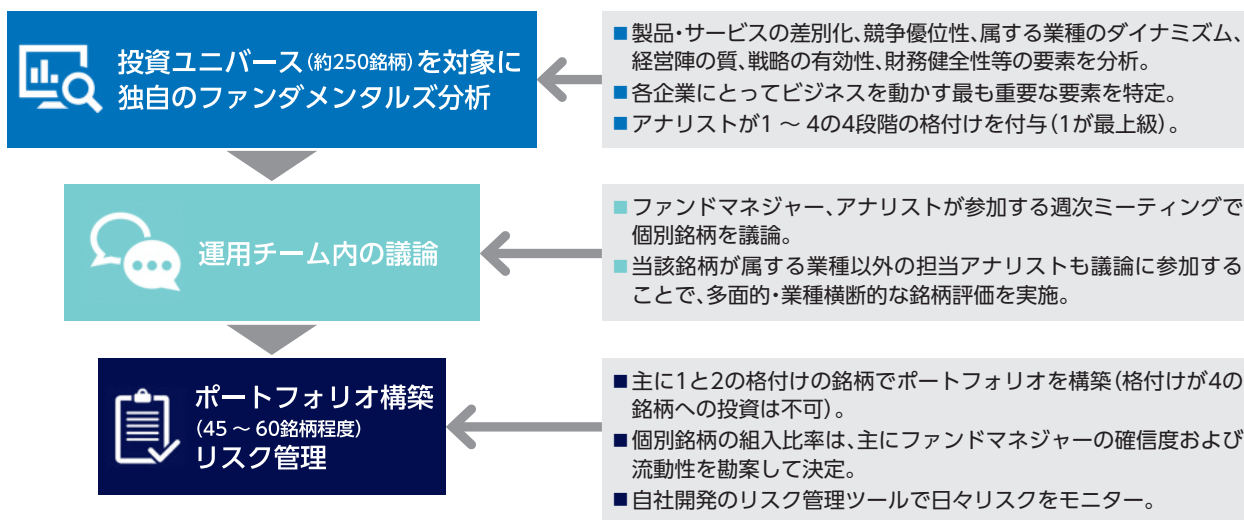 投資ユニバース(約250銘柄)を対象に
独自のファンダメンタルズ分析
■製品・サービスの差別化、競争優位性、属する業種のダイナミズム、
経営陣の質、戦略の有効性、財務健全性等の要素を分析。
■各企業にとってビジネスを動かす最も重要な要素を特定。
■アナリストが1 ～ 4の4段階の格付けを付与(1が最上級)。
運用チーム内の議論
■ファンドマネジャー、アナリストが参加する週次ミーティングで
個別銘柄を議論。
■当該銘柄が属する業種以外の担当アナリストも議論に参加する
ことで、多面的・業種横断的な銘柄評価を実施。
ポートフォリオ構築
(45 ～ 60銘柄程度)
リスク管理
■主に1と2の格付けの銘柄でポートフォリオを構築(格付けが4の
銘柄への投資は不可)。
■個別銘柄の組入比率は、主にファンドマネジャーの確信度および
流動性を勘案して決定。
■自社開発のリスク管理ツールで日々リスクをモニター。